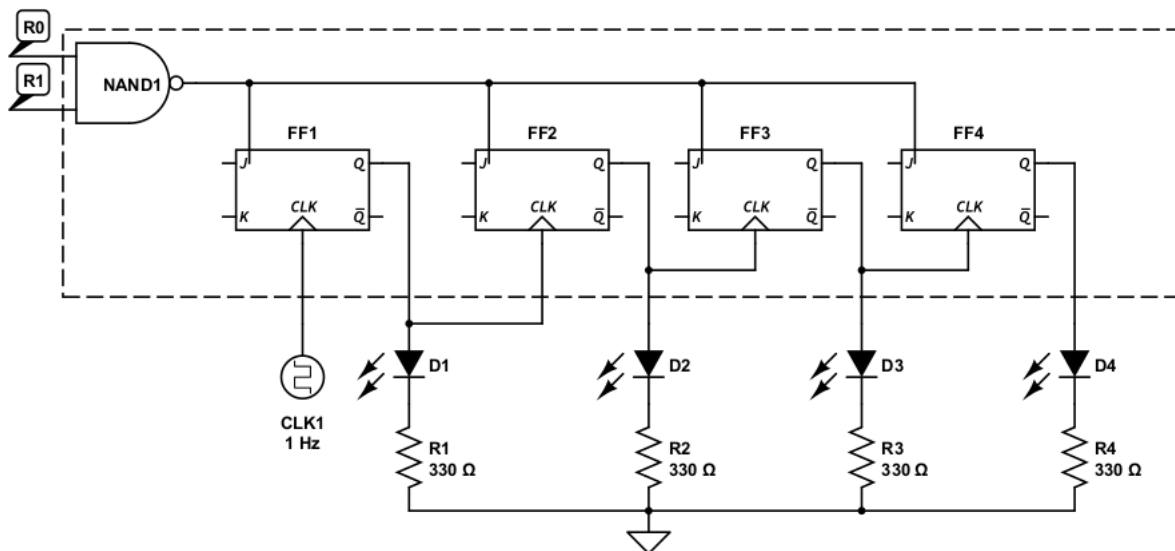 R0
R1
NAND1
FF1
FF2
FF3
FF4
J
Q
J
Q
J
Q
J
Q
K
CLK
Q̅
K
CLK
Q̅
K
CLK
Q̅
K
CLK
Q̅
D1
D2
D3
D4
CLK1
1 Hz
R1
330 Ω
R2
330 Ω
R3
330 Ω
R4
330 Ω